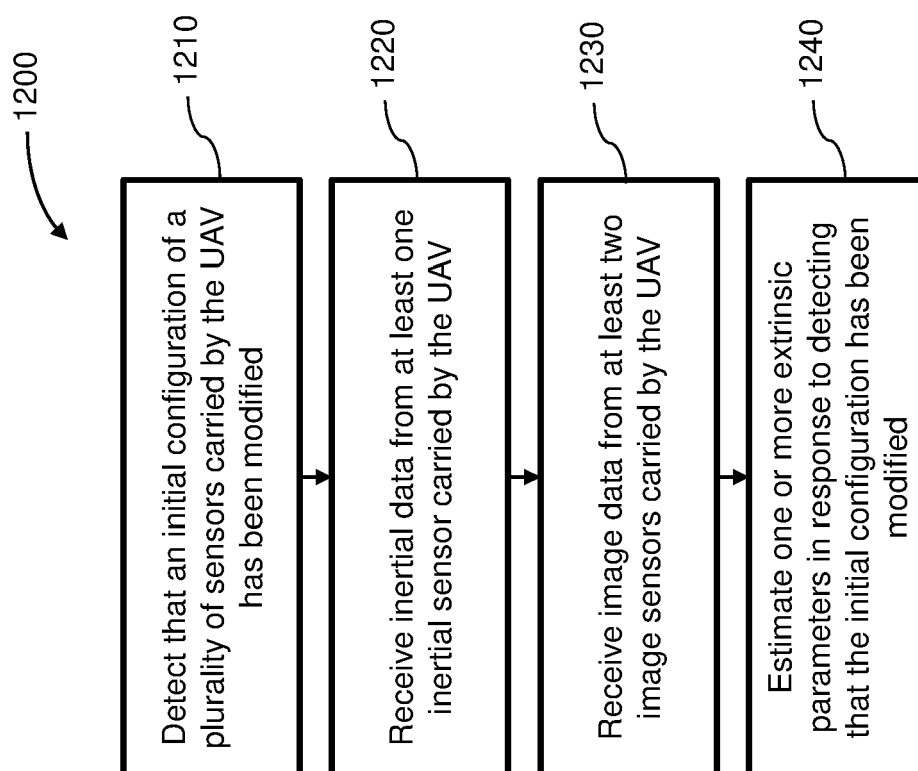 1200
Detect that an initial configuration of a
plurality of sensors carried by the UAV
has been modified
1210
Receive inertial data from at least one
inertial sensor carried by the UAV
1220
Receive image data from at least two
image sensors carried by the UAV
1230
Estimate one or more extrinsic
parameters in response to detecting
that the initial configuration has been
modified
1240